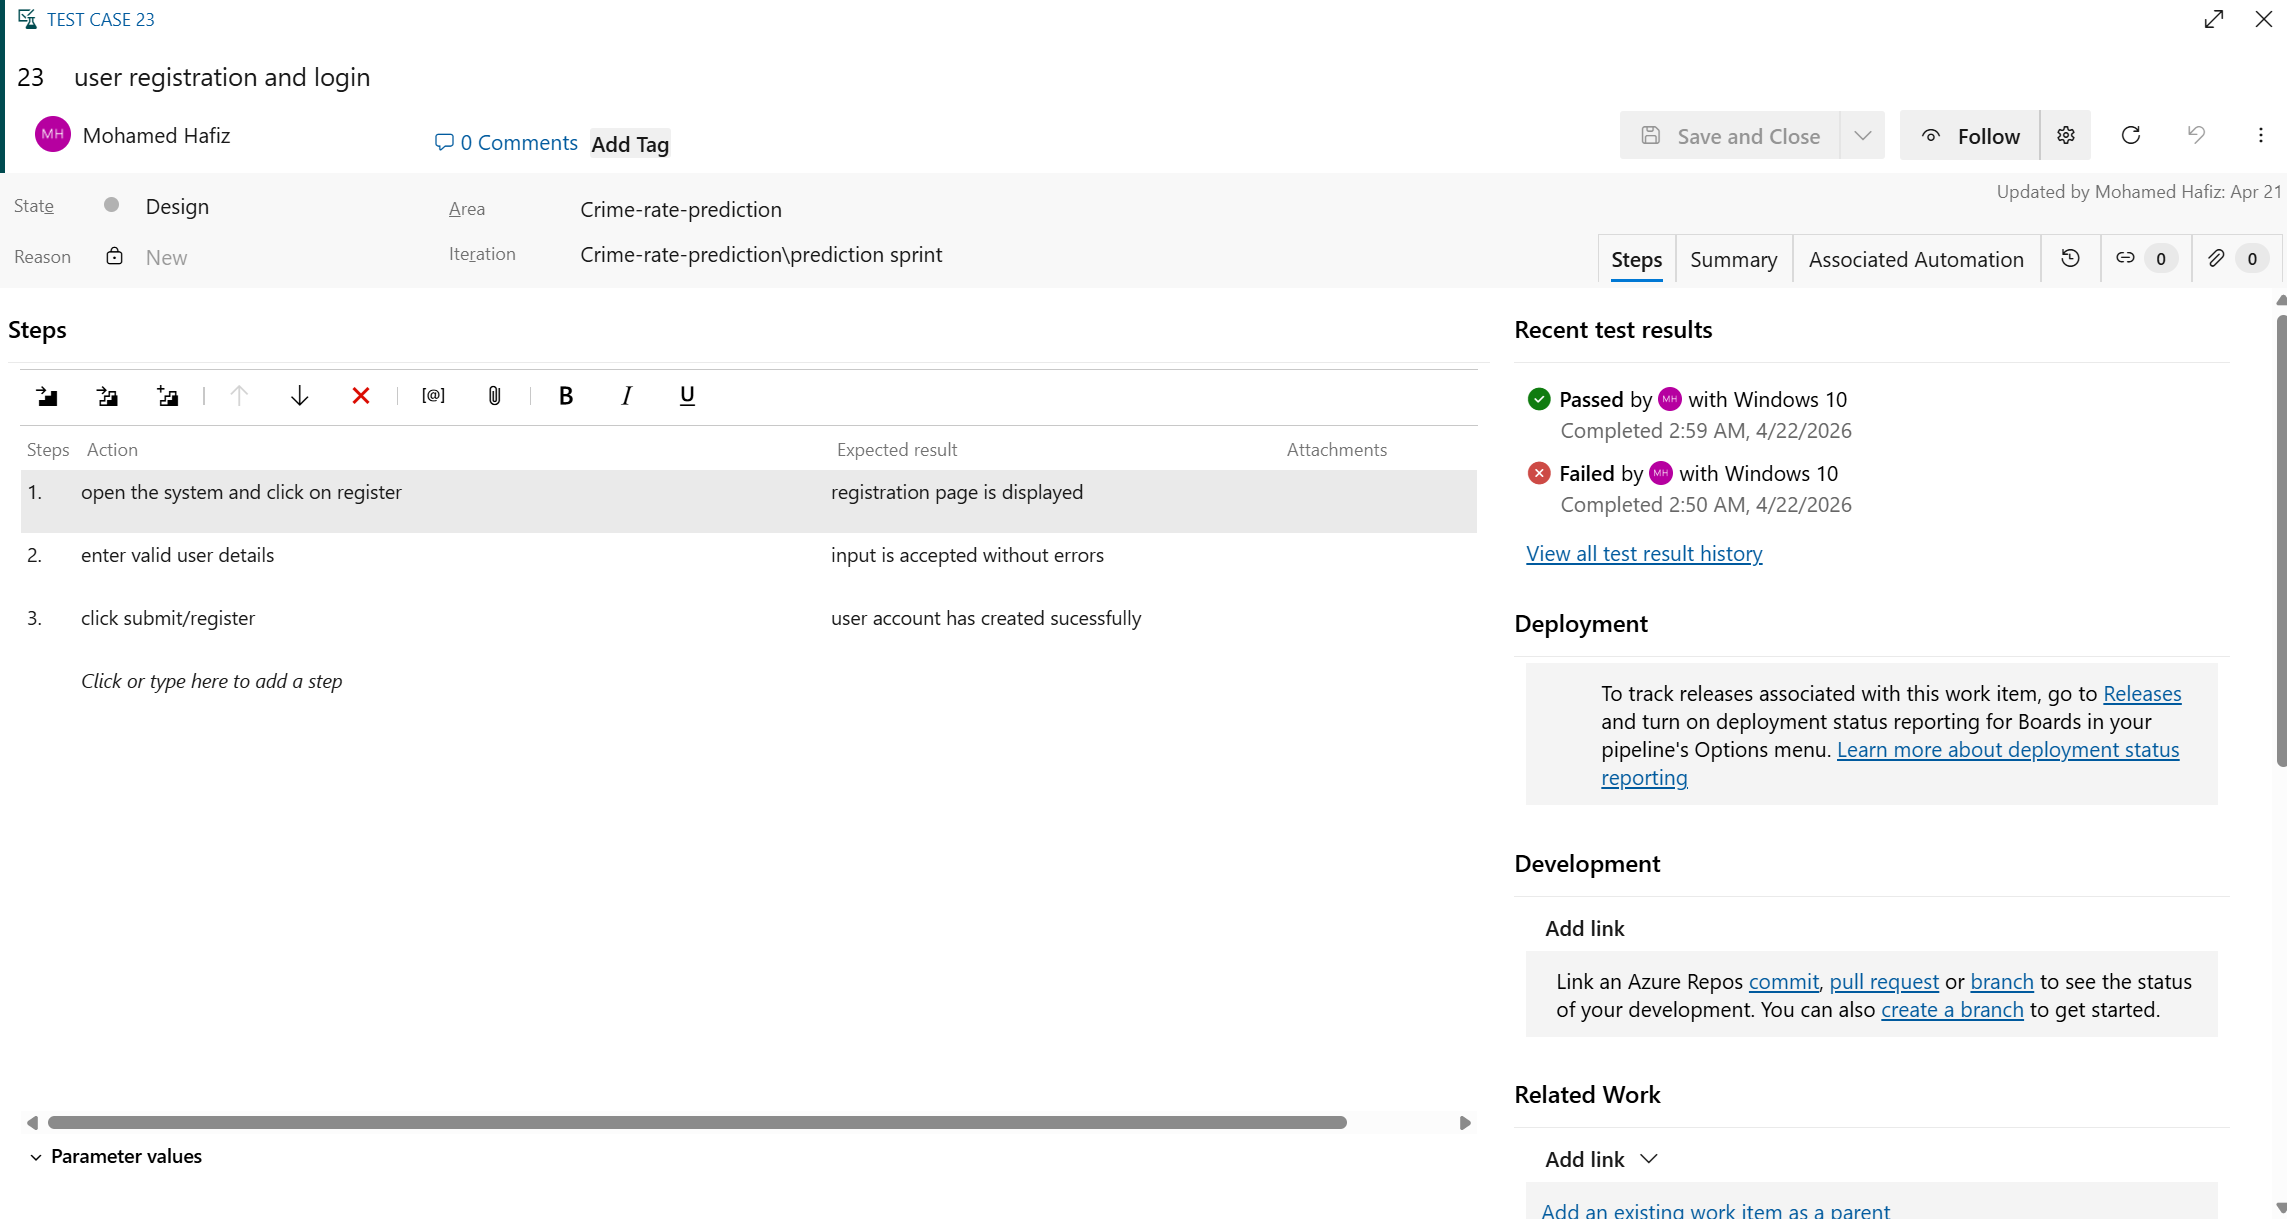 TEST CASE 23
23 user registration and login
MH Mohamed Hafiz
0 Comments Add Tag
Save and Close
Follow
State Design
Area Crime-rate-prediction
Updated by Mohamed Hafiz: Apr 21
Reason New
Iteration Crime-rate-prediction\prediction sprint
Steps Summary Associated Automation 0 0
Steps
[@] B I U
Steps Action Expected result Attachments
1. open the system and click on register registration page is displayed
2. enter valid user details input is accepted without errors
3. click submit/register user account has created sucessfully
Click or type here to add a step
Parameter values
Recent test results
Passed by MH with Windows 10
Completed 2:59 AM, 4/22/2026
Failed by MH with Windows 10
Completed 2:50 AM, 4/22/2026
View all test result history
Deployment
To track releases associated with this work item, go to Releases
and turn on deployment status reporting for Boards in your
pipeline's Options menu. Learn more about deployment status
reporting
Development
Add link
Link an Azure Repos commit, pull request or branch to see the status
of your development. You can also create a branch to get started.
Related Work
Add link
Add an existing work item as a parent